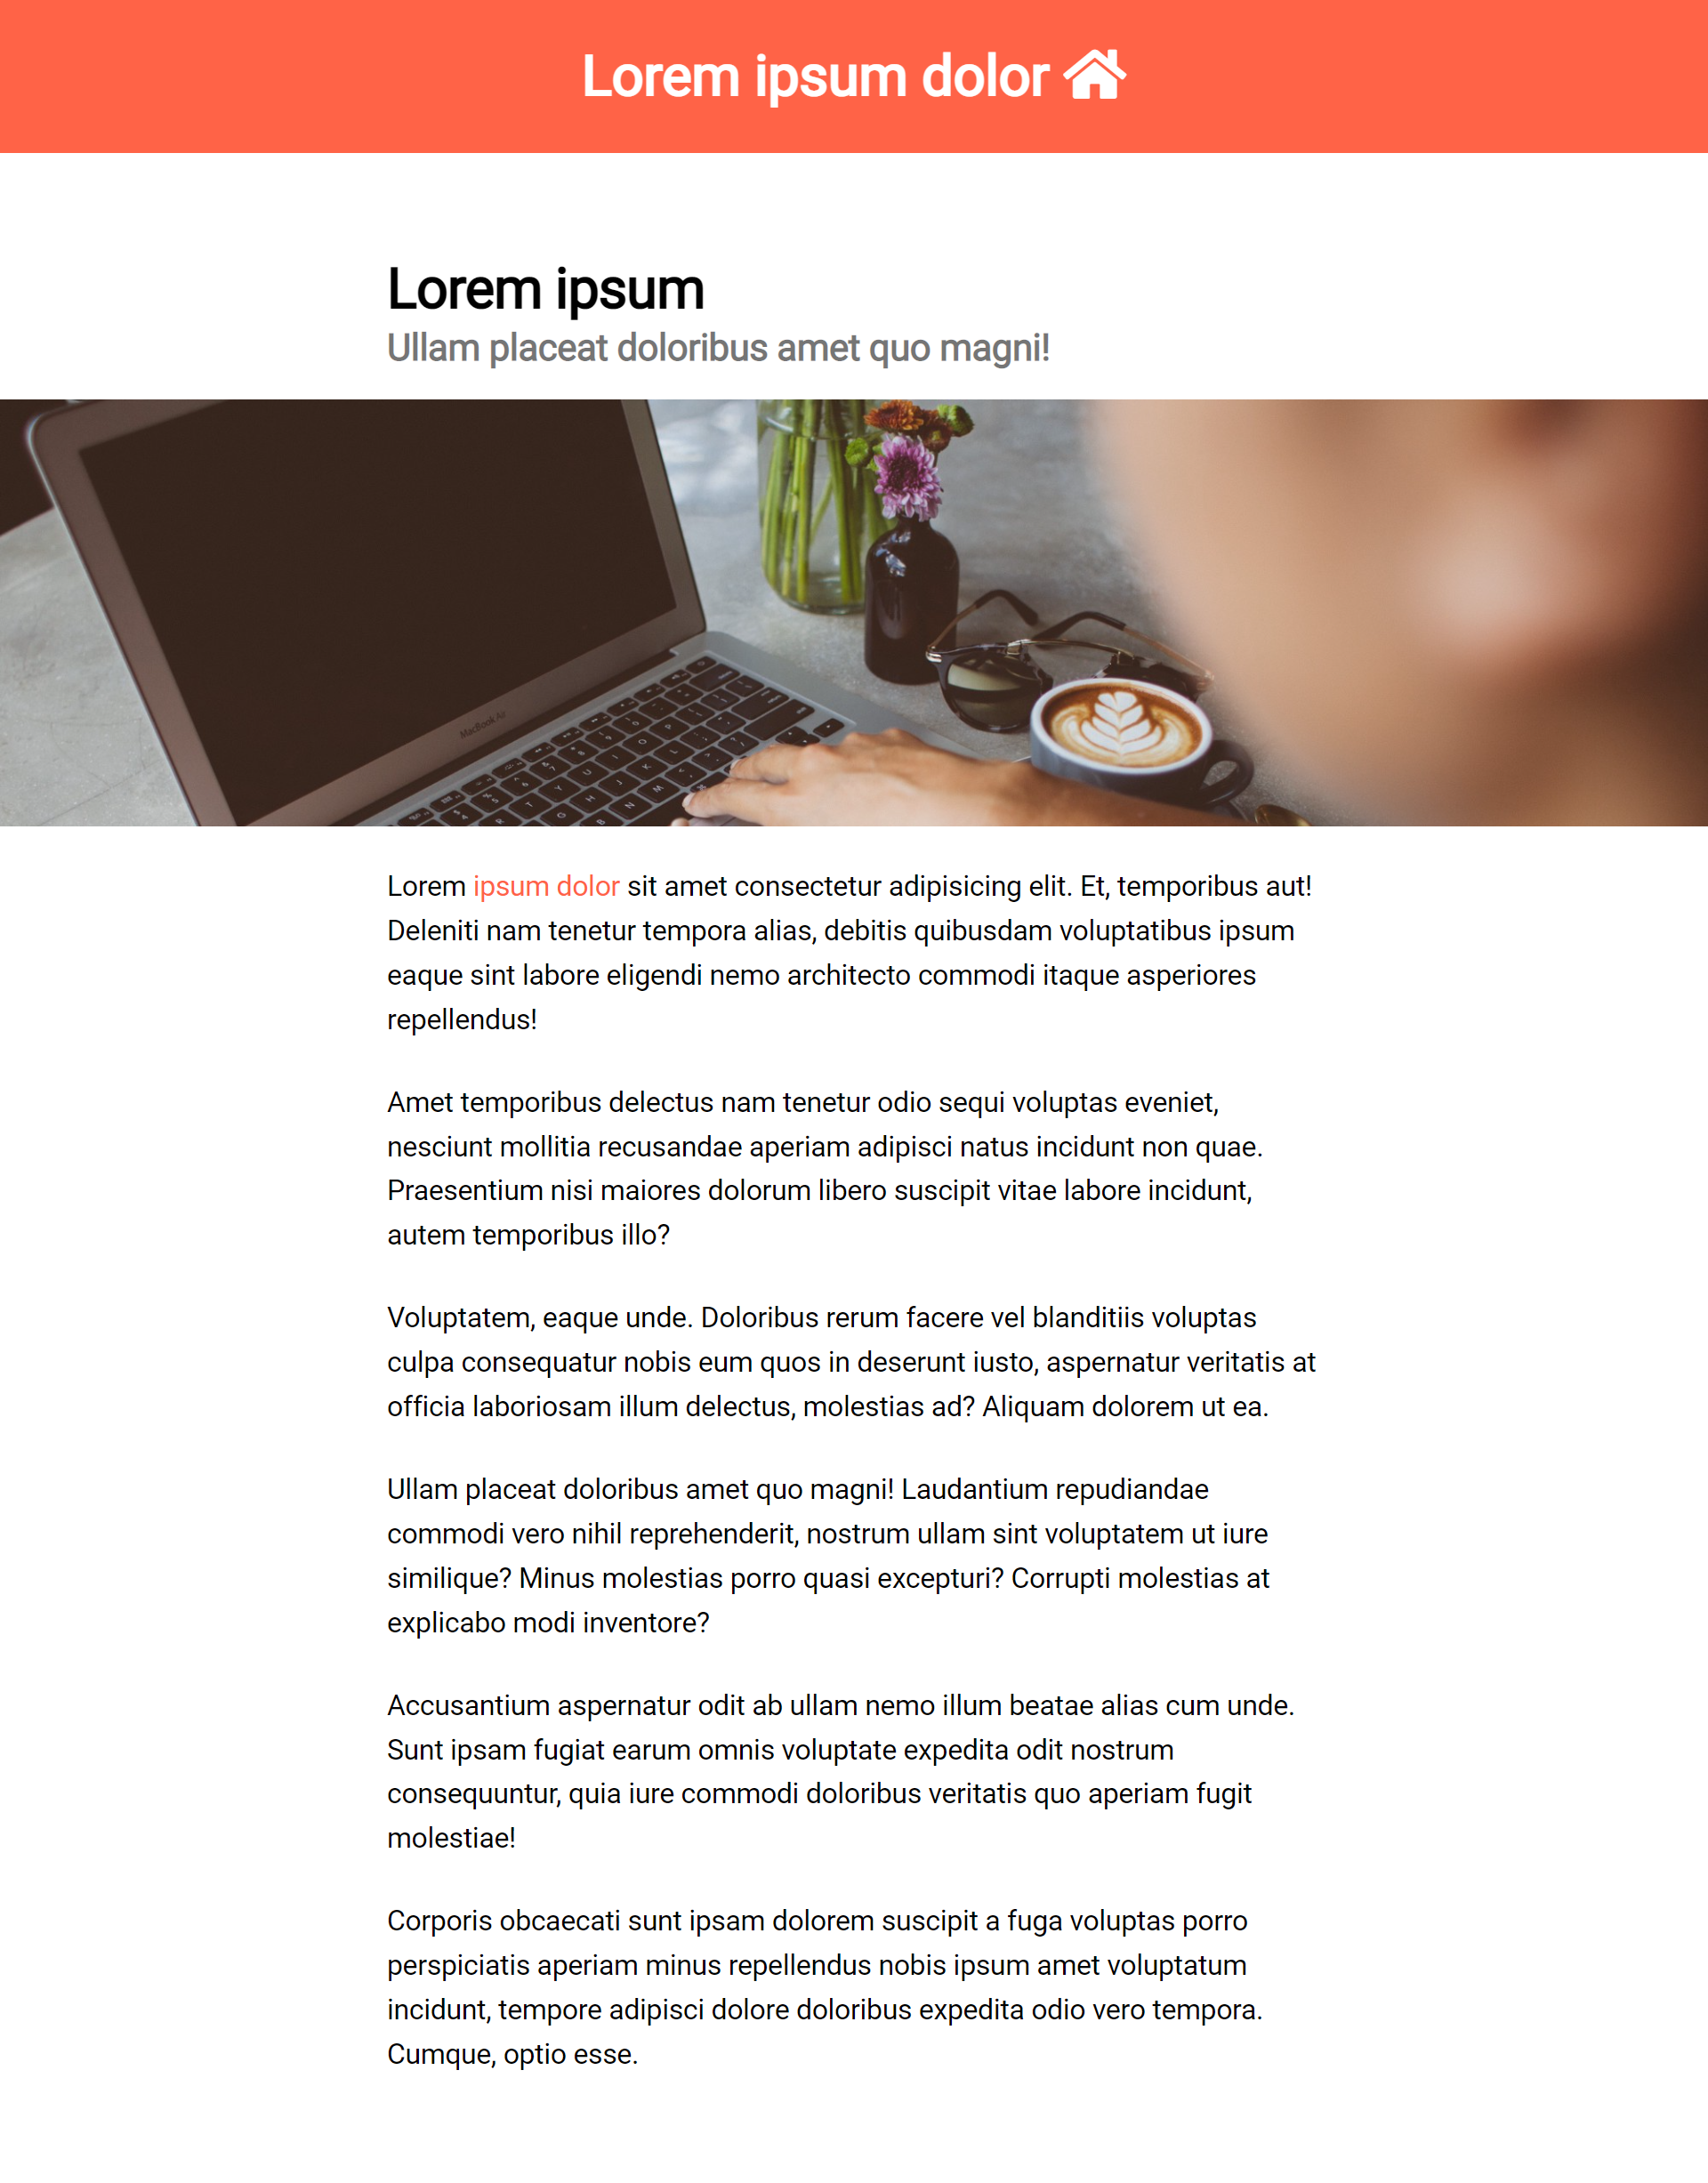 Lorem ipsum dolor
Lorem ipsum
Ullam placeat doloribus amet quo magni!
MacBook Air
Lorem ipsum dolor sit amet consectetur adipisicing elit. Et, temporibus aut!
Deleniti nam tenetur tempora alias, debitis quibusdam voluptatibus ipsum
eaque sint labore eligendi nemo architecto commodi itaque asperiores
repellendus!
Amet temporibus delectus nam tenetur odio sequi voluptas eveniet,
nesciunt mollitia recusandae aperiam adipisci natus incidunt non quae.
Praesentium nisi maiores dolorum libero suscipit vitae labore incidunt,
autem temporibus illo?
Voluptatem, eaque unde. Doloribus rerum facere vel blanditiis voluptas
culpa consequatur nobis eum quos in deserunt iusto, aspernatur veritatis at
officia laboriosam illum delectus, molestias ad? Aliquam dolorem ut ea.
Ullam placeat doloribus amet quo magni! Laudantium repudiandae
commodi vero nihil reprehenderit, nostrum ullam sint voluptatem ut iure
similique? Minus molestias porro quasi excepturi? Corrupti molestias at
explicabo modi inventore?
Accusantium aspernatur odit ab ullam nemo illum beatae alias cum unde.
Sunt ipsam fugiat earum omnis voluptate expedita odit nostrum
consequuntur, quia iure commodi doloribus veritatis quo aperiam fugit
molestiae!
Corporis obcaecati sunt ipsam dolorem suscipit a fuga voluptas porro
perspiciatis aperiam minus repellendus nobis ipsum amet voluptatum
incidunt, tempore adipisci dolore doloribus expedita odio vero tempora.
Cumque, optio esse.